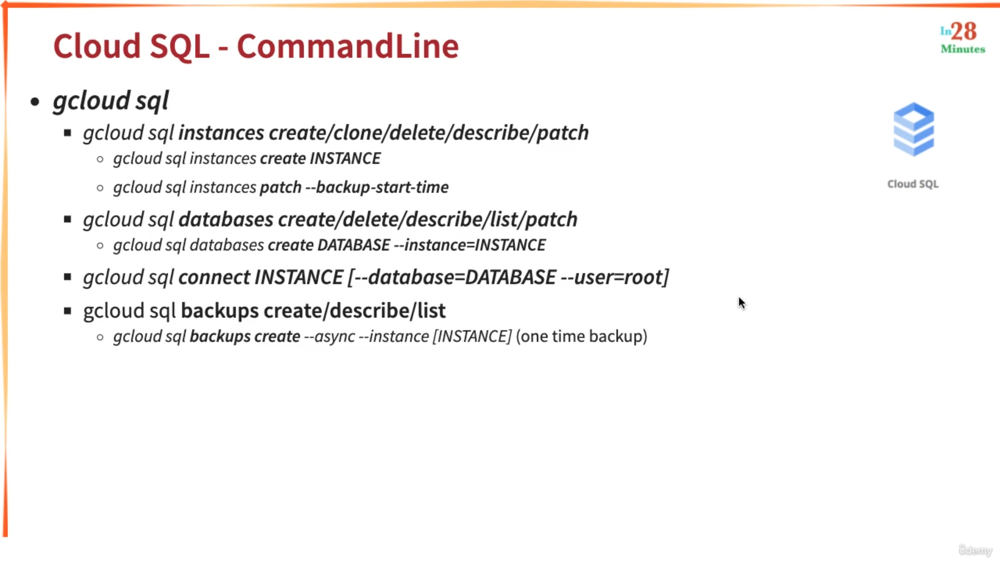 Cloud SQL - CommandLine
In28
Minutes
• gcloud sql
▪ gcloud sql instances create/clone/delete/describe/patch
○ gcloud sql instances create INSTANCE
○ gcloud sql instances patch --backup-start-time
▪ gcloud sql databases create/delete/describe/list/patch
○ gcloud sql databases create DATABASE --instance=INSTANCE
▪ gcloud sql connect INSTANCE [--database=DATABASE --user=root]
▪ gcloud sql backups create/describe/list
○ gcloud sql backups create --async --instance [INSTANCE] (one time backup)
Cloud SQL
ûdemy